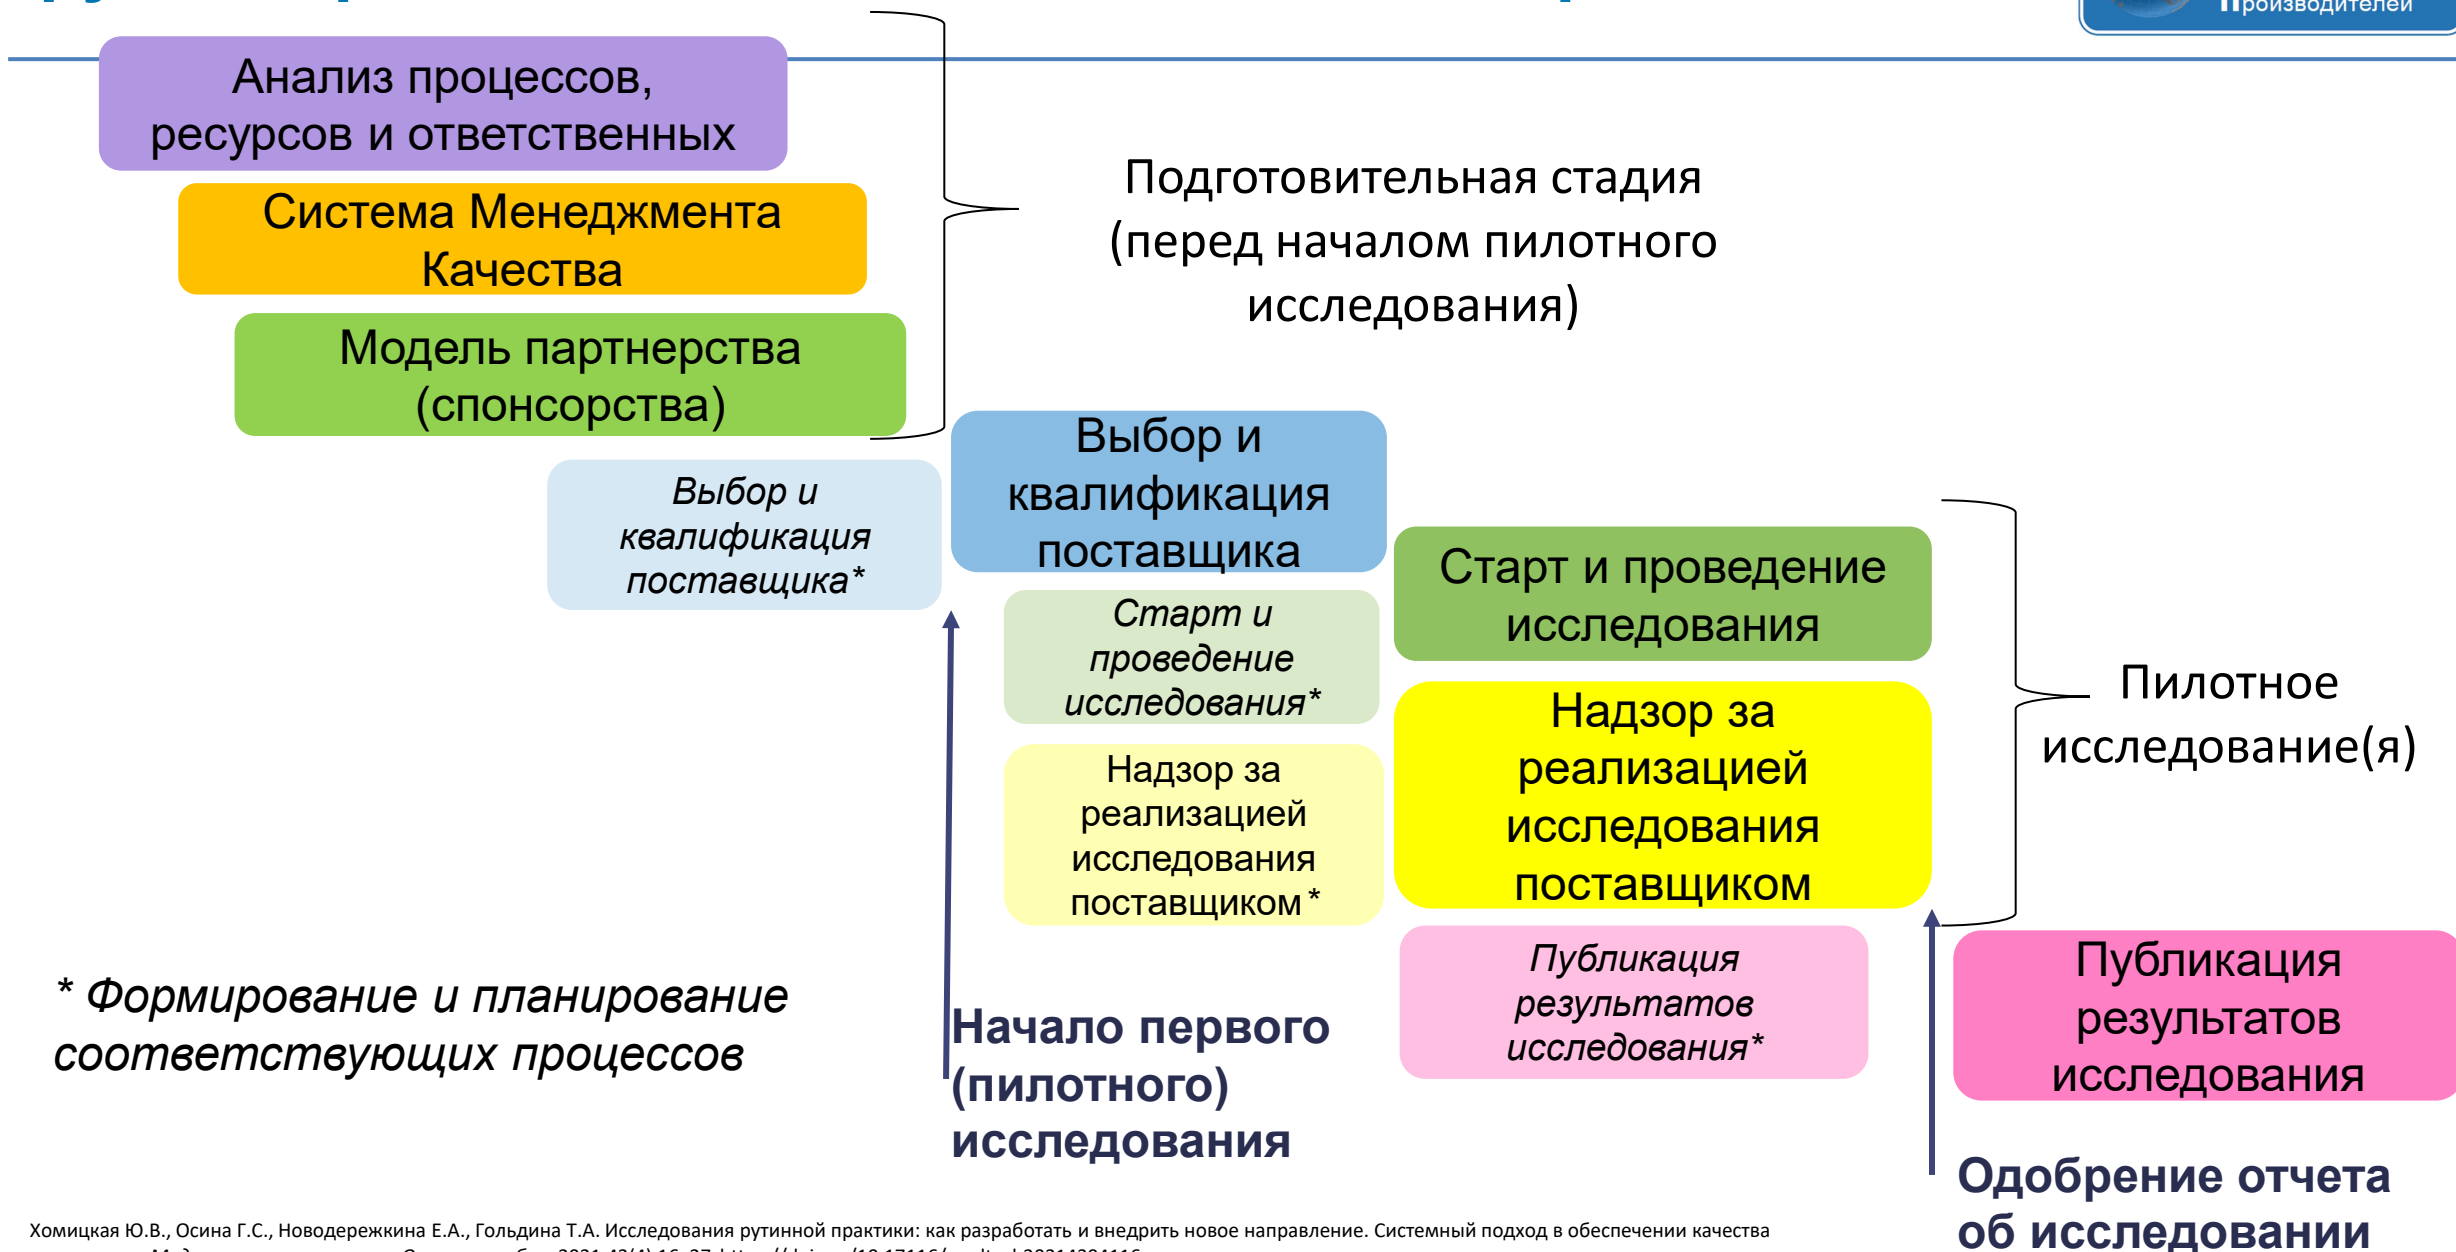 Производителей
Анализ процессов,
ресурсов и ответственных
Система Менеджмента
Качества
Модель партнерства
(спонсорства)
Подготовительная стадия
(перед началом пилотного
исследования)
Выбор и
квалификация
поставщика*
Выбор и
квалификация
поставщика
Старт и
проведение
исследования*
Старт и проведение
исследования
Надзор за
реализацией
исследования
поставщиком*
Надзор за
реализацией
исследования
поставщиком
Пилотное
исследование(я)
Публикация
результатов
исследования*
Публикация
результатов
исследования
* Формирование и планирование
соответствующих процессов
Начало первого
(пилотного)
исследования
Одобрение отчета
об исследовании
Хомицкая Ю.В., Осина Г.С., Новодережкина Е.А., Гольдина Т.А. Исследования рутинной практики: как разработать и внедрить новое направление. Системный подход в обеспечении качества